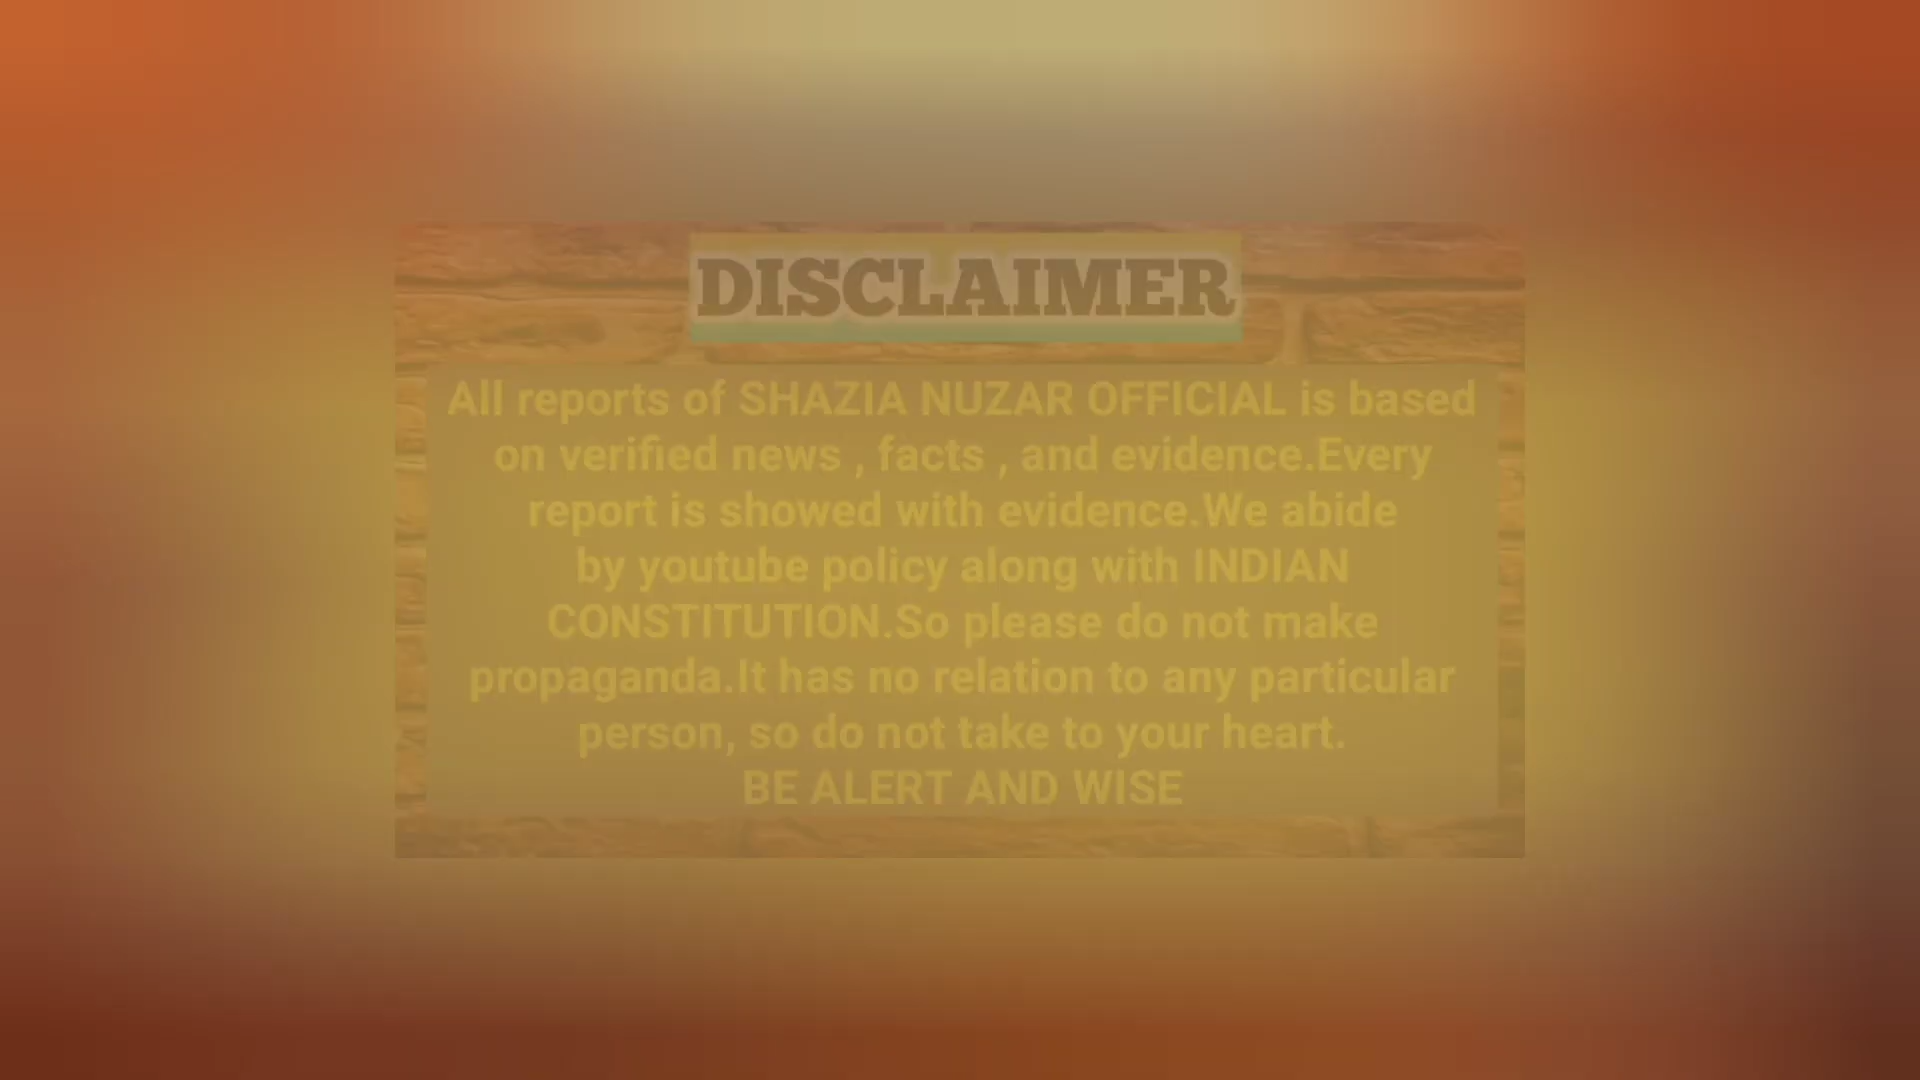 DISCLAIMER
All reports of SHAZIA NUZAR OFFICIAL is based
on verified news , facts , and evidence.Every
report is showed with evidence.We abide
by youtube policy along with INDIAN
CONSTITUTION.So please do not make
propaganda.It has no relation to any particular
person, so do not take to your heart.
BE ALERT AND WISE